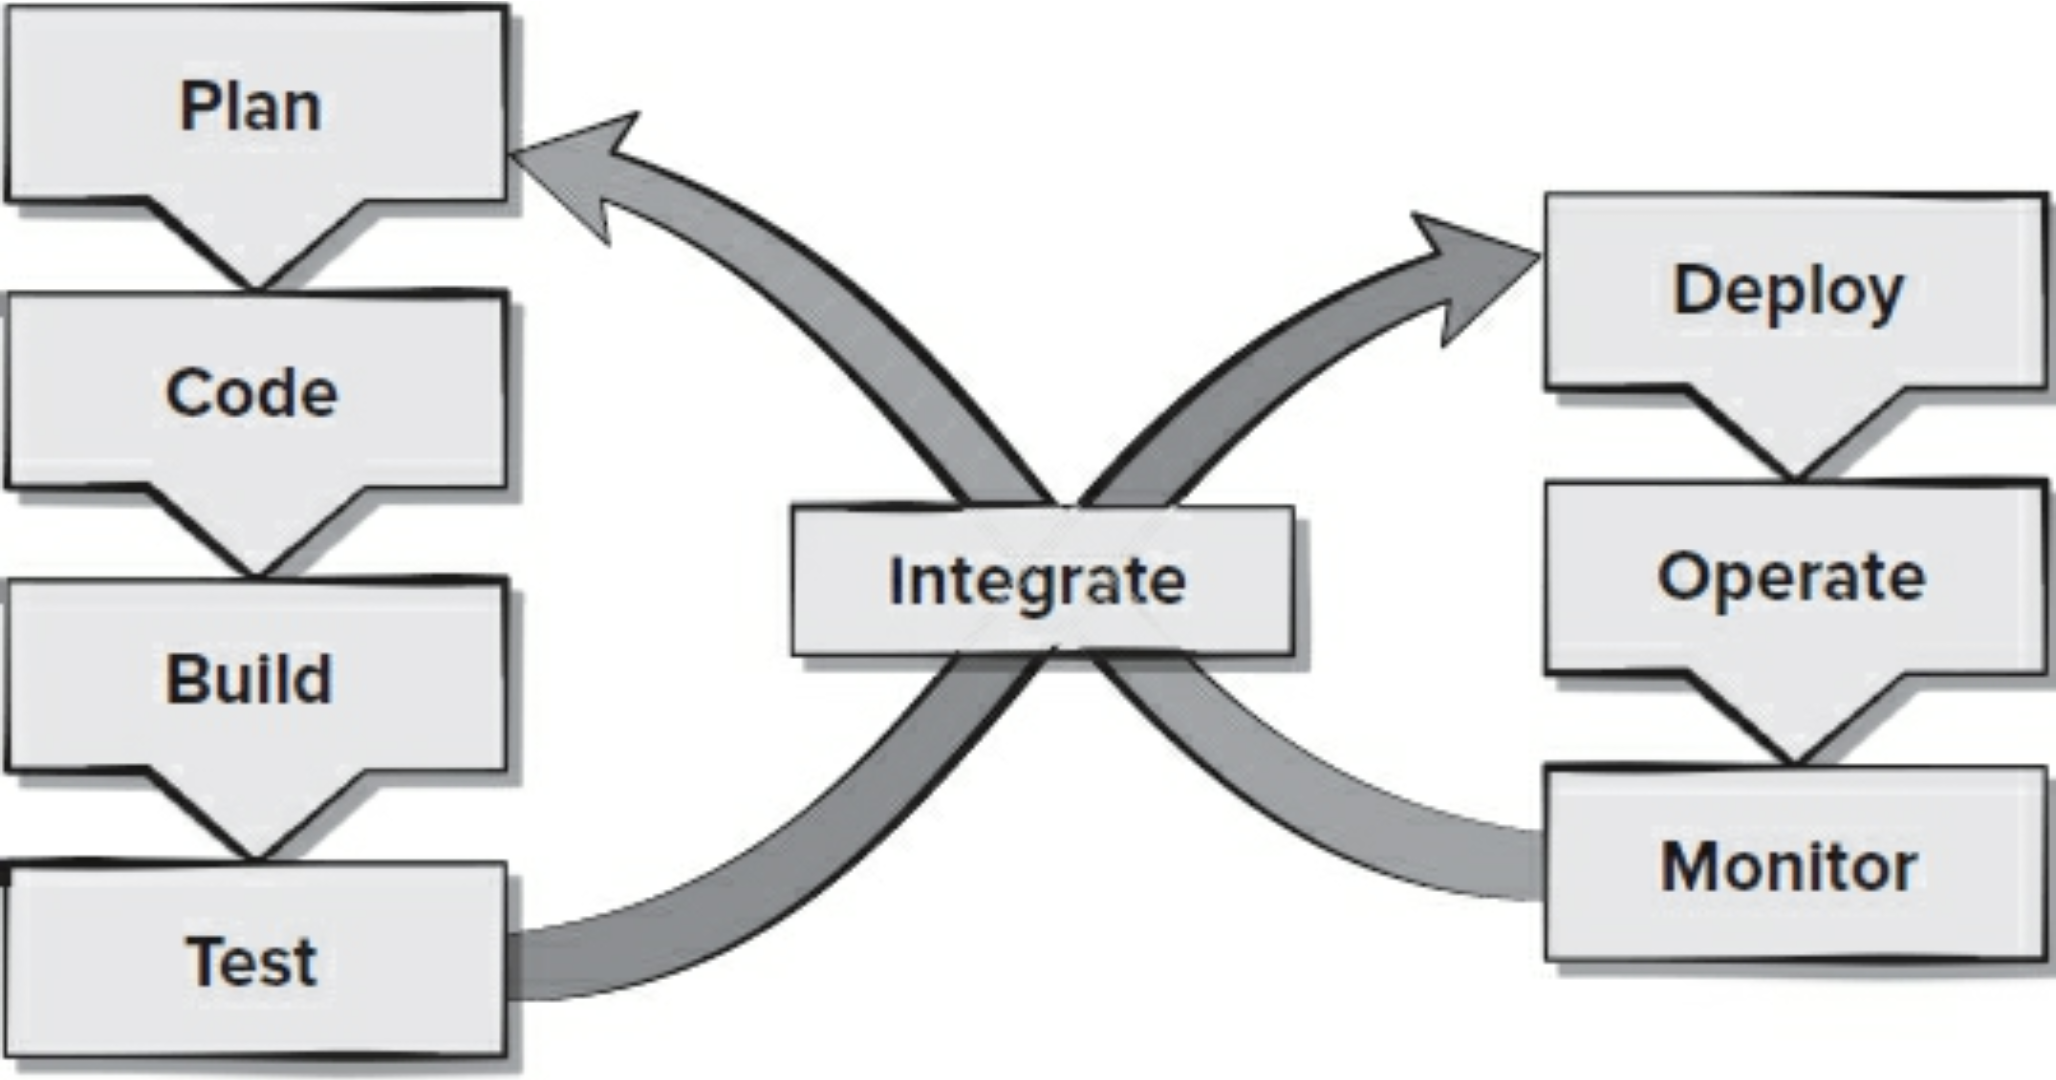 Plan
Code
Build
Test
Integrate
Deploy
Operate
Monitor